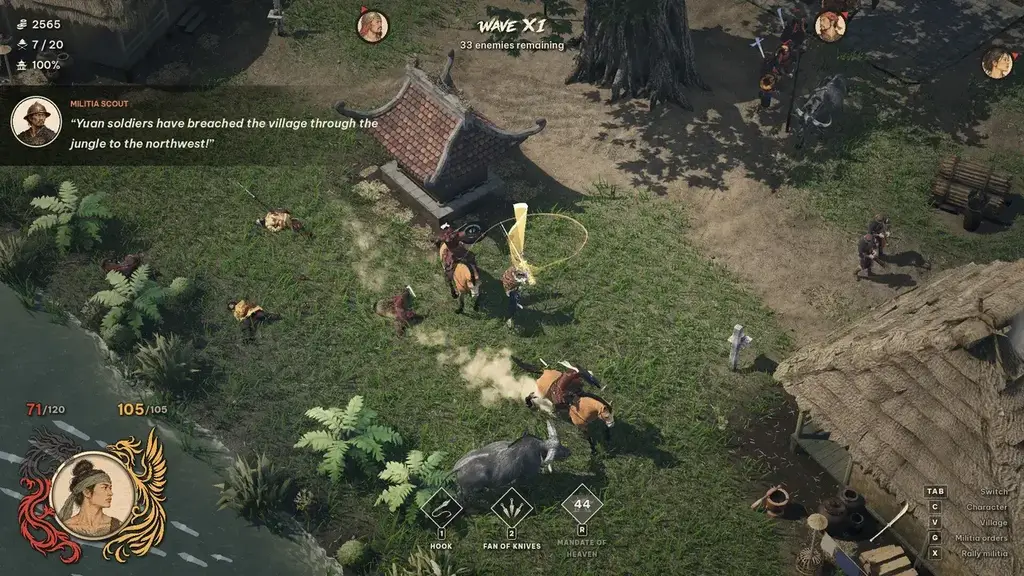 2565
7 / 20
100%
WAVE X1
33 enemies remaining
MILITIA SCOUT
“Yuan soldiers have breached the village through the
jungle to the northwest!”
71/120
105/105
1
HOOK
2
FAN OF KNIVES
44
R
MANDATE OF
HEAVEN
TAB Switch
C Character
V Village
G Militia orders
X Rally militia